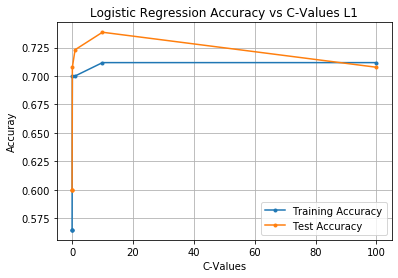 Logistic Regression Accuracy vs C-Values L1
Accuray
0.725
0.700
0.675
0.650
0.625
0.600
0.575
0 20 40 60 80 100
C-Values
Training Accuracy
Test Accuracy